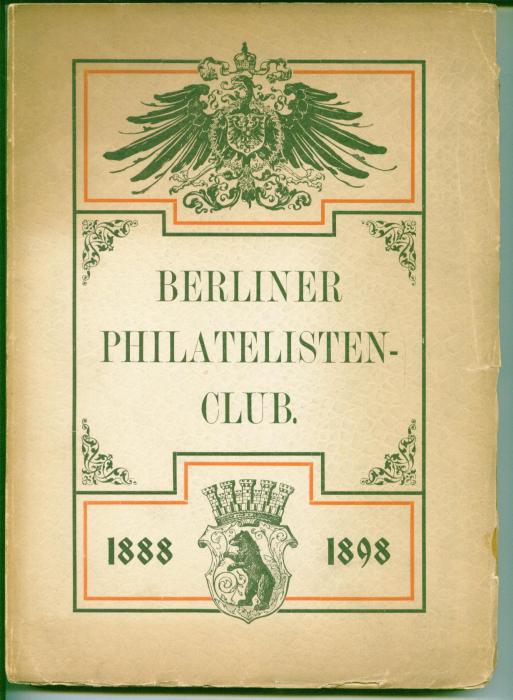 BERLINER
PHILATELISTEN-
CLUB.
1888 1898